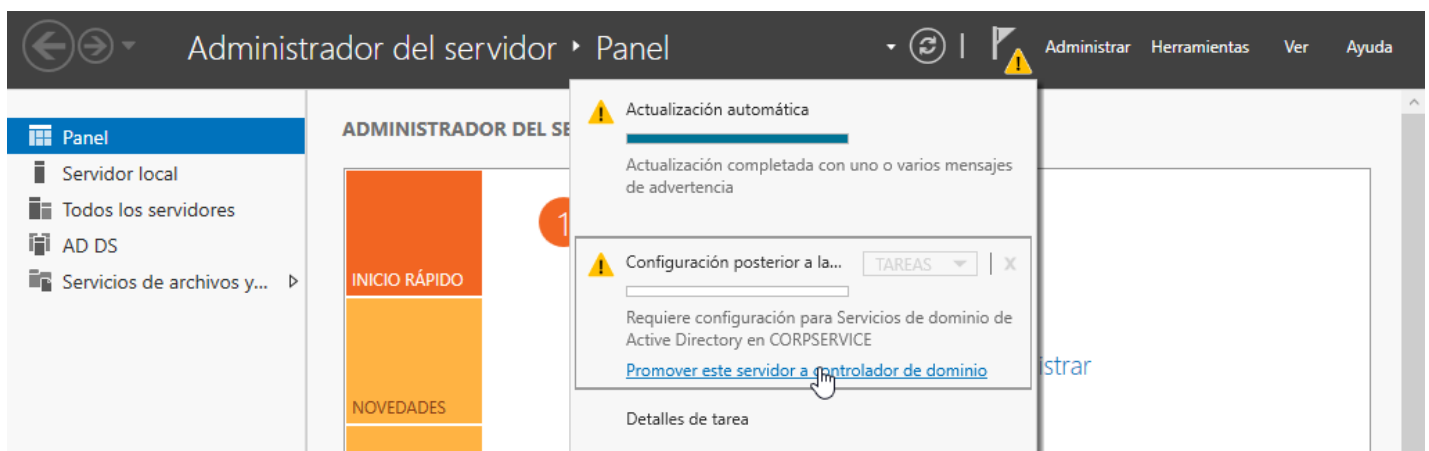 Administrador del servidor ‣ Panel
Administrar Herramientas Ver Ayuda
Panel
Servidor local
Todos los servidores
AD DS
Servicios de archivos y...
ADMINISTRADOR DEL SE
INICIO RÁPIDO
NOVEDADES
1
Actualización automática
Actualización completada con uno o varios mensajes
de advertencia
Configuración posterior a la... TAREAS X
Requiere configuración para Servicios de dominio de
Active Directory en CORPSERVICE
Promover este servidor a controlador de dominio
Detalles de tarea
istrar